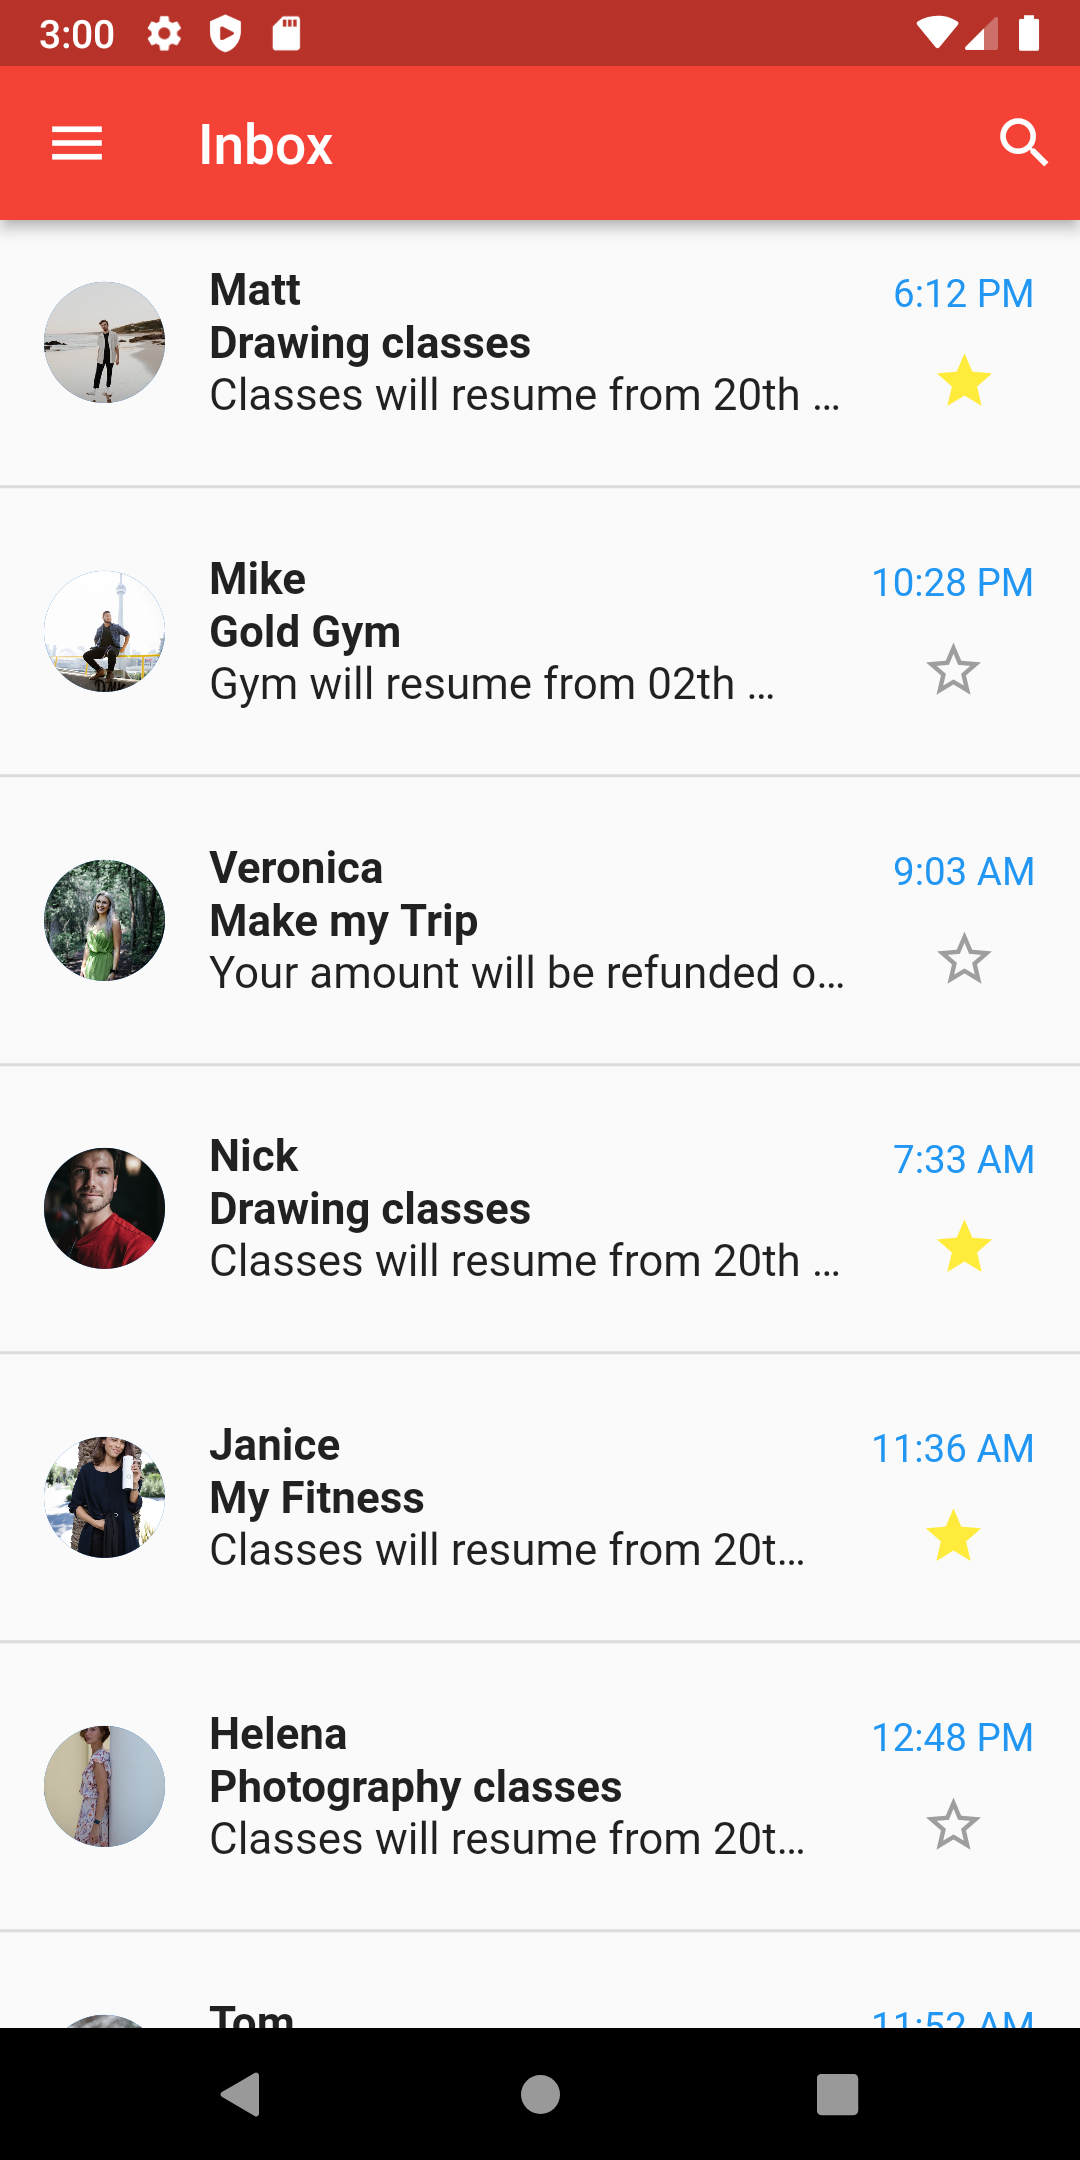 3:00
Inbox
Matt
6:12 PM
Drawing classes
Classes will resume from 20th ...
Mike
10:28 PM
Gold Gym
Gym will resume from 02th ...
Veronica
9:03 AM
Make my Trip
Your amount will be refunded o...
Nick
7:33 AM
Drawing classes
Classes will resume from 20th ...
Janice
11:36 AM
My Fitness
Classes will resume from 20t...
Helena
12:48 PM
Photography classes
Classes will resume from 20t...
Tom
11:52 AM